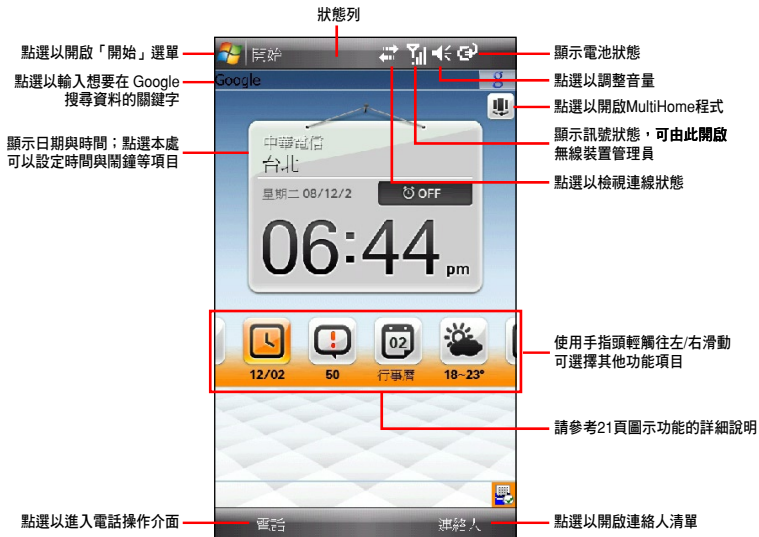 狀態列
點選以開啟「開始」選單
開始
顯示電池狀態
點選以輸入想要在 Google
搜尋資料的關鍵字
Google
g
點選以調整音量
點選以開啟MultiHome程式
顯示日期與時間；點選本處
可以設定時間與鬧鐘等項目
中華電信
台北
顯示訊號狀態，可由此開啟
無線裝置管理員
點選以檢視連線狀態
星期二 08/12/2
OFF
06:44 pm
02
12/02
50
行事曆
18~23°
使用手指頭輕觸往左/右滑動
可選擇其他功能項目
請參考21頁圖示功能的詳細說明
點選以進入電話操作介面
電話
連絡人
點選以開啟連絡人清單